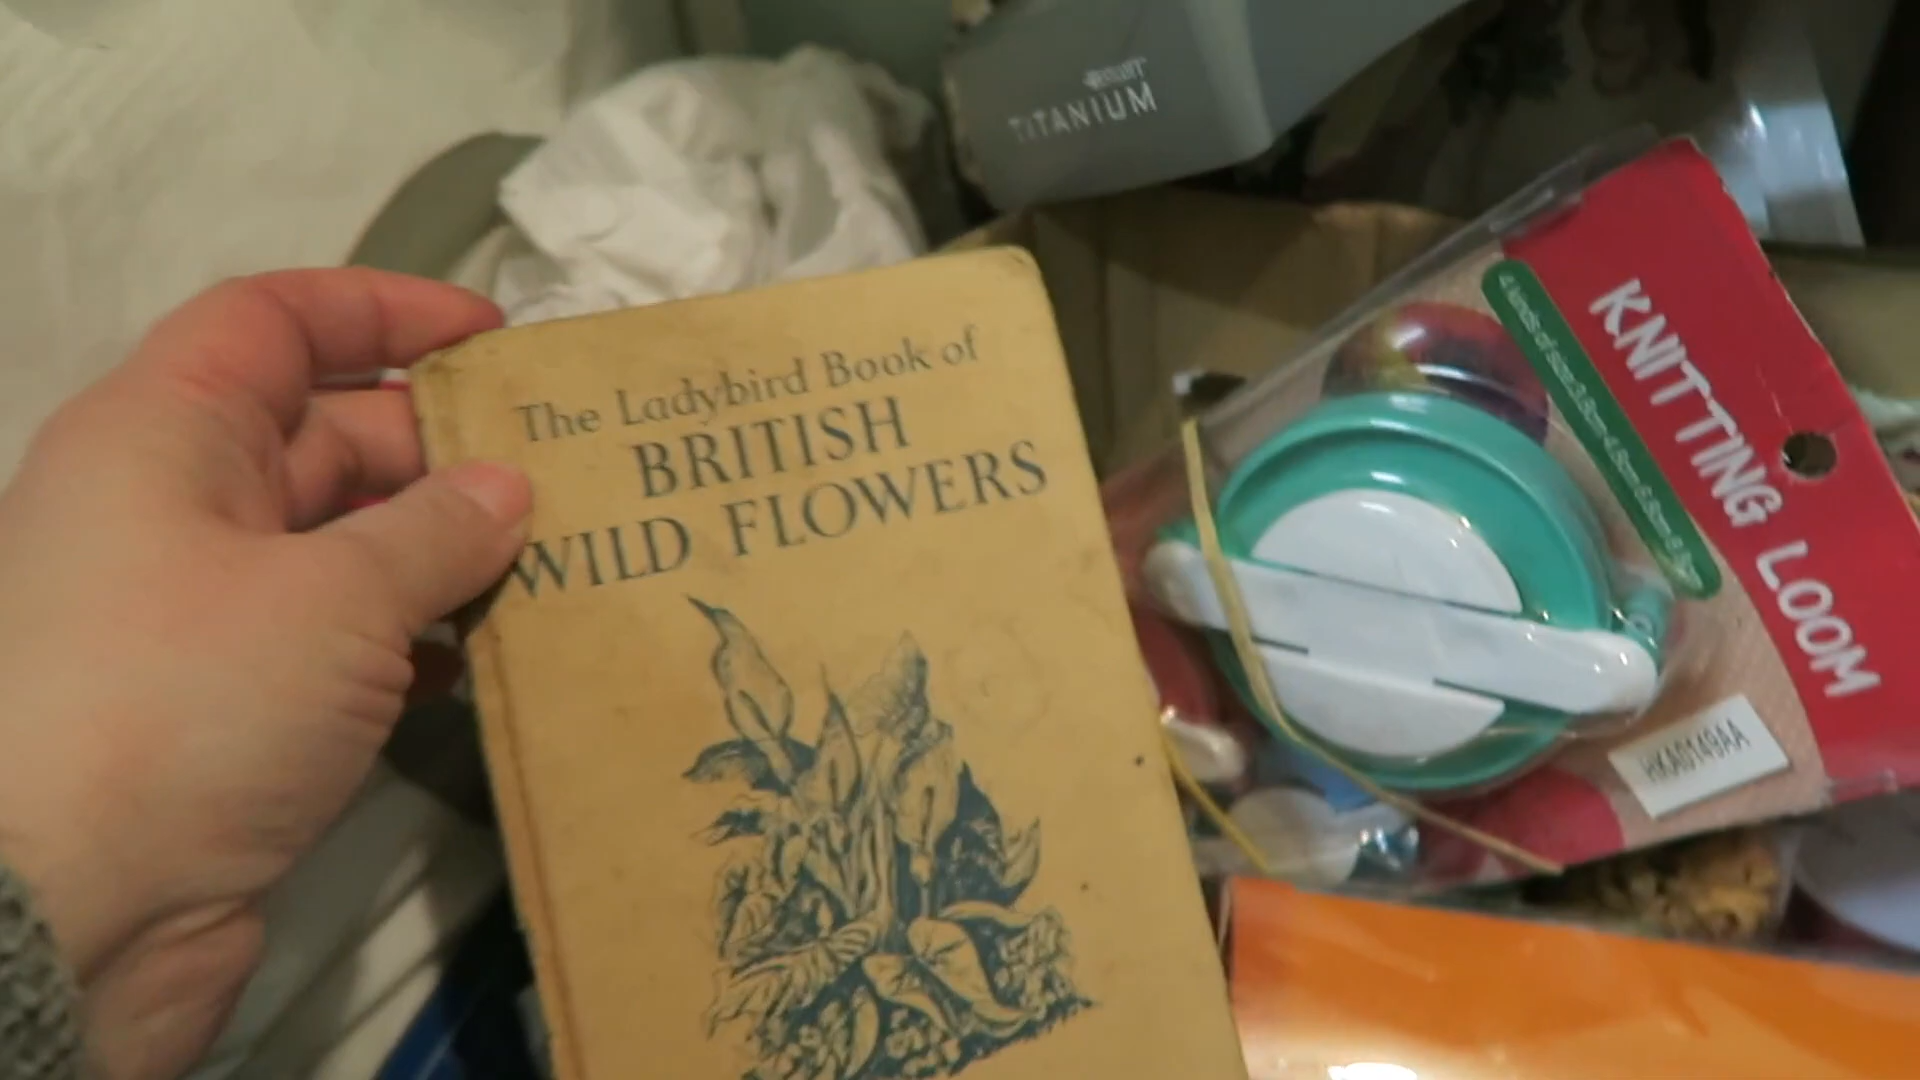 TITANIUM
The Ladybird Book of
BRITISH
WILD FLOWERS
KNITTING LOOM
HKA0149AA